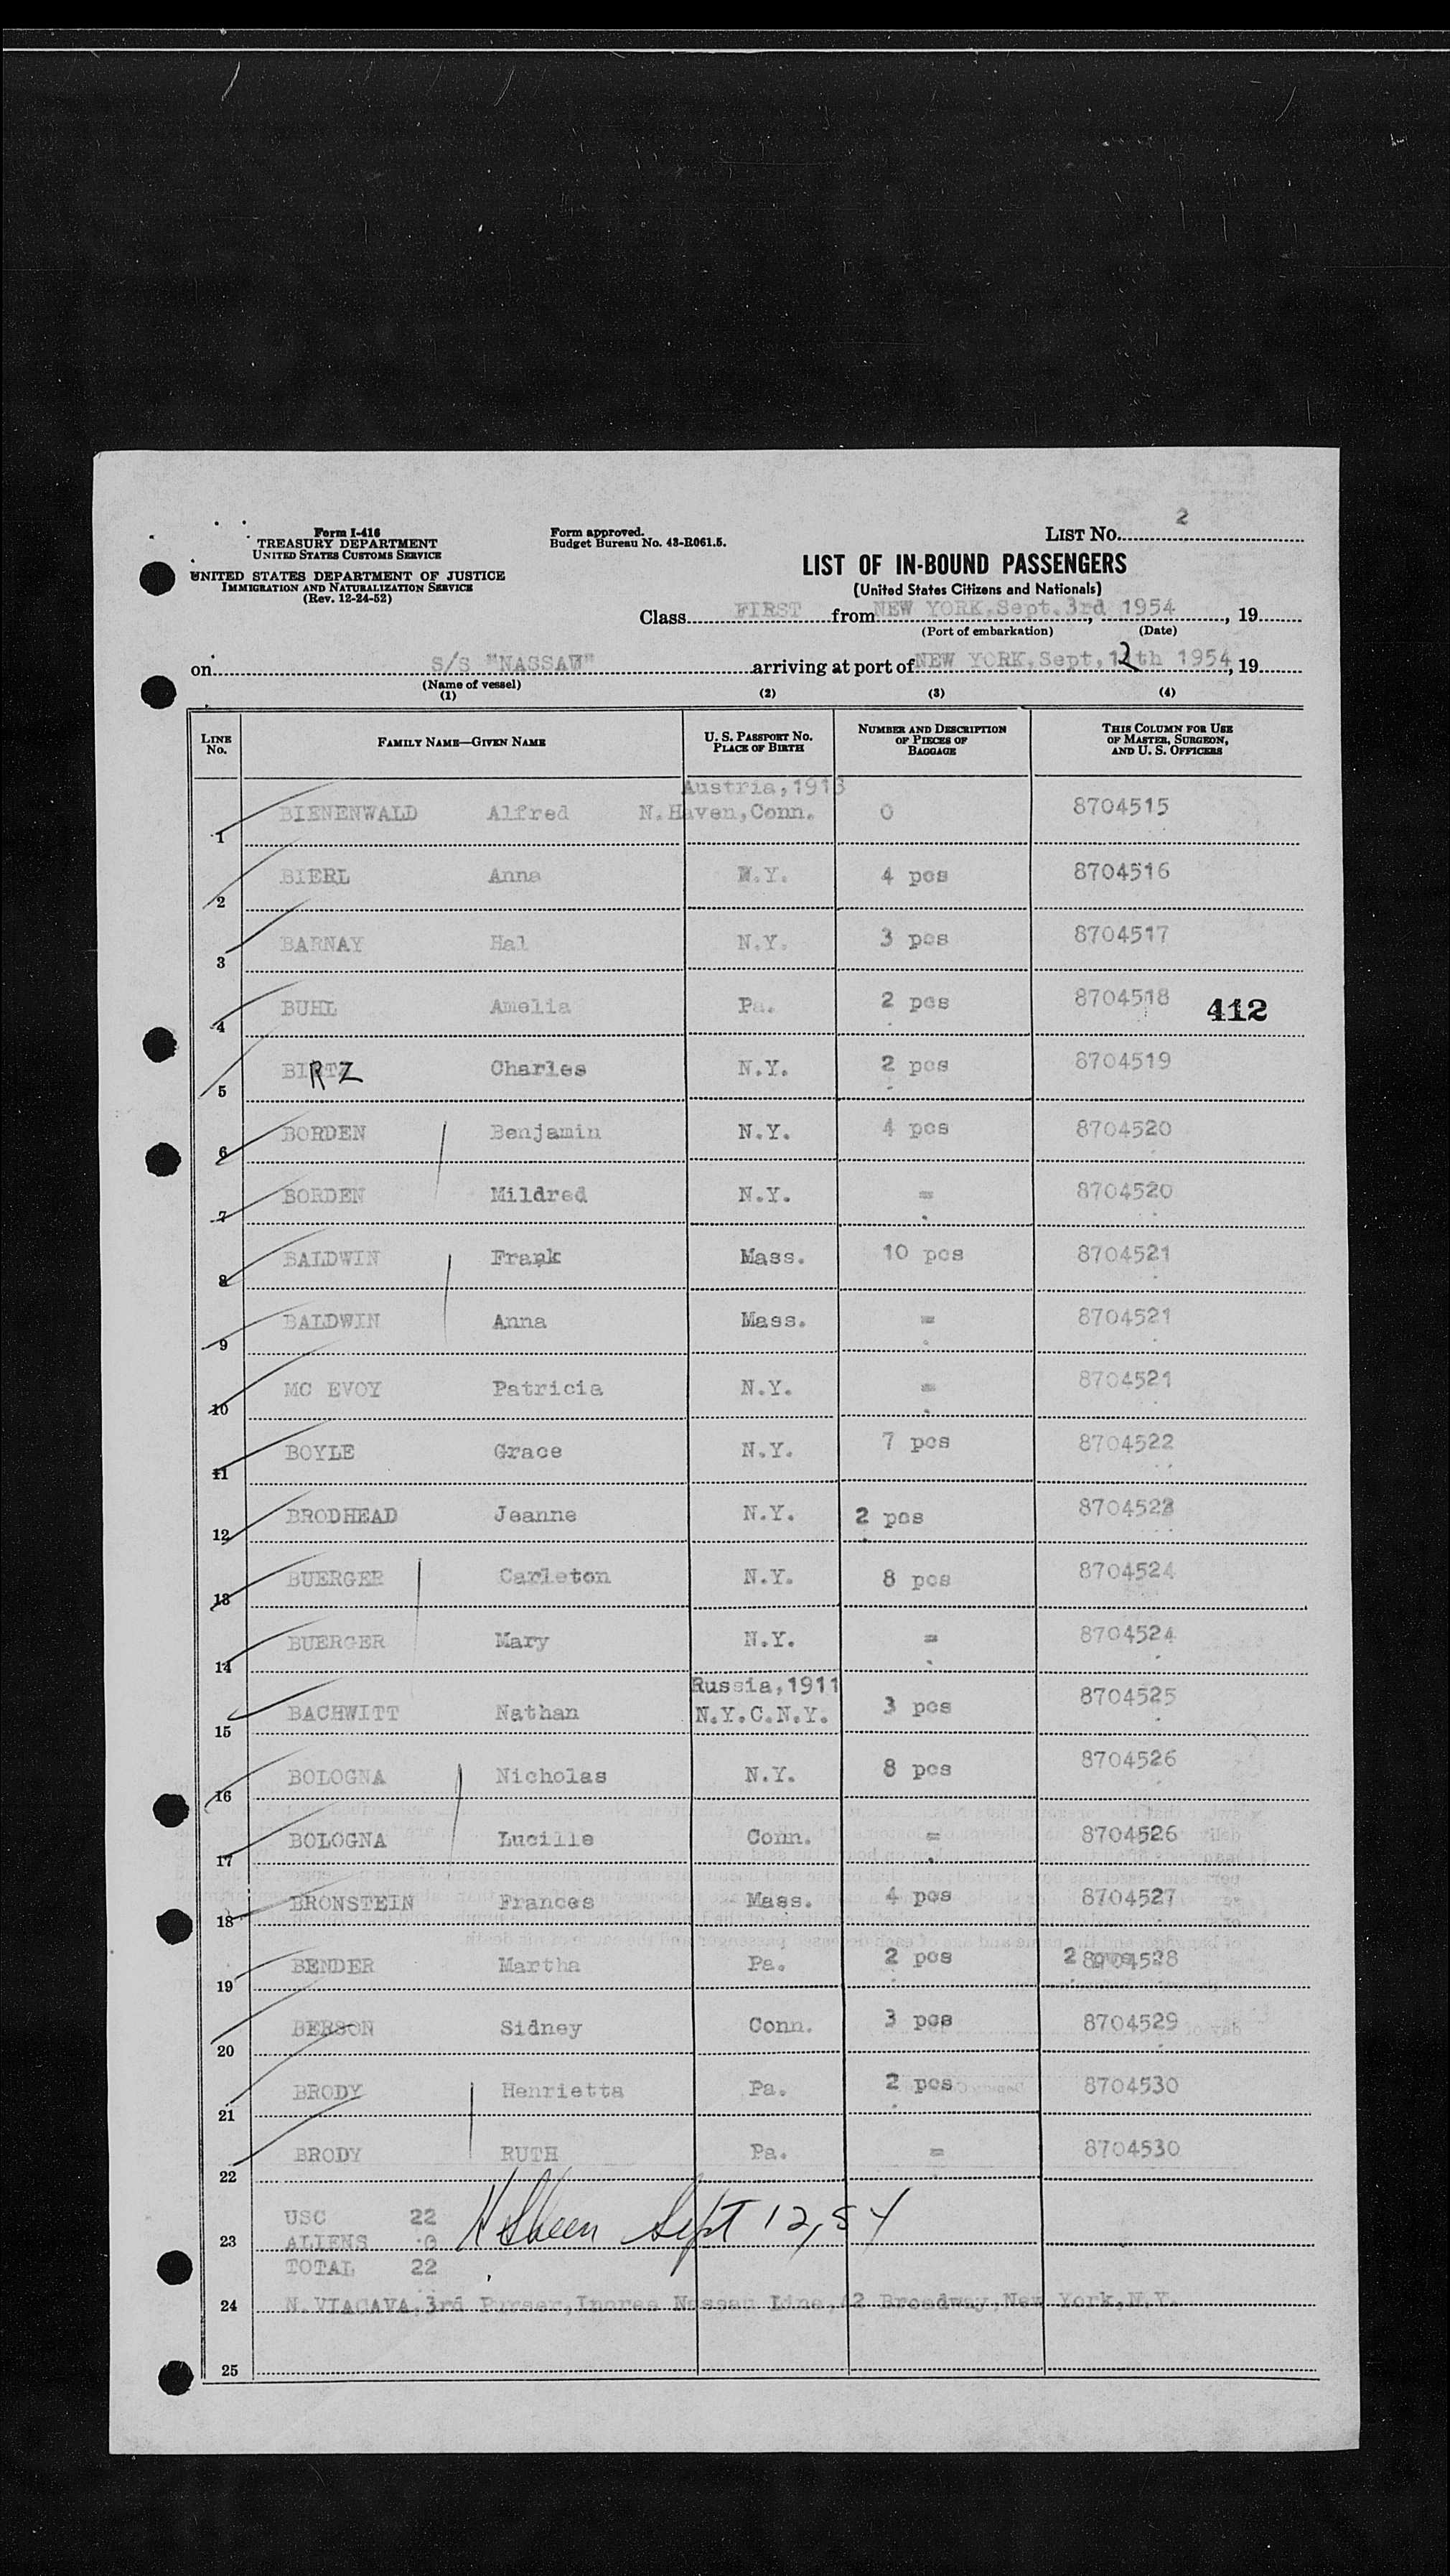 2
Form I-416
TREASURY DEPARTMENT
UNITED STATES CUSTOMS SERVICE
UNITED STATES DEPARTMENT OF JUSTICE
IMMIGRATION AND NATURALIZATION SERVICE
(Rev. 12-24-52)
Form approved.
Budget Bureau No. 43-R061.5.
LIST NO.
LIST OF IN-BOUND PASSENGERS
(United States Citizens and Nationals)
Class FIRST from NEW YORK, Sept. 3rd 1954, 19
(Port of embarkation) (Date)
on S/S "NASSAU" arriving at port of NEW YORK, Sept, 12th 1954, 19
(Name of vessel)
(1) (2) (3) (4)
LINE No. FAMILY NAME—GIVEN NAME U. S. PASSPORT No. PLACE OF BIRTH NUMBER AND DESCRIPTION OF PIECES OF BAGGAGE THIS COLUMN FOR USE OF MASTER, SURGEON, AND U. S. OFFICERS
Austria,1913
1 BIENENWALD Alfred N.Haven,Conn. 0 8704515
2 BIERL Anna N.Y. 4 pcs 8704516
3 BARNAY Hal N.Y. 3 pcs 8704517
4 BUHL Amelia Pa. 2 pcs 8704518 412
5 BIRTZ Charles N.Y. 2 pcs 8704519
6 BORDEN Benjamin N.Y. 4 pcs 8704520
7 BORDEN Mildred N.Y. = 8704520
8 BALDWIN Frank Mass. 10 pcs 8704521
9 BALDWIN Anna Mass. = 8704521
10 MC EVOY Patricia N.Y. = 8704521
11 BOYLE Grace N.Y. 7 pcs 8704522
12 BRODHEAD Jeanne N.Y. 2 pcs 8704523
13 BUERGER Carleton N.Y. 8 pcs 8704524
14 BUERGER Mary N.Y. = 8704524
Russia,1911
15 BACHWITT Nathan N.Y.C.N.Y. 3 pcs 8704525
16 BOLOGNA Nicholas N.Y. 8 pcs 8704526
17 BOLOGNA Lucille Conn. = 8704526
18 BRONSTEIN Frances Mass. 4 pcs 8704527
19 BENDER Martha Pa. 2 pcs 2 pcs 8704528
20 BERSON Sidney Conn. 3 pcs 8704529
21 BRODY Henrietta Pa. 2 pcs 8704530
22 BRODY RUTH Pa. = 8704530
USC 22
23 ALIENS 0
TOTAL 22
Sept 12, 54
24 N.VIACAVA,3rd Purser,Incres Nassau Line,42 Broadway,New York,N.Y.
25